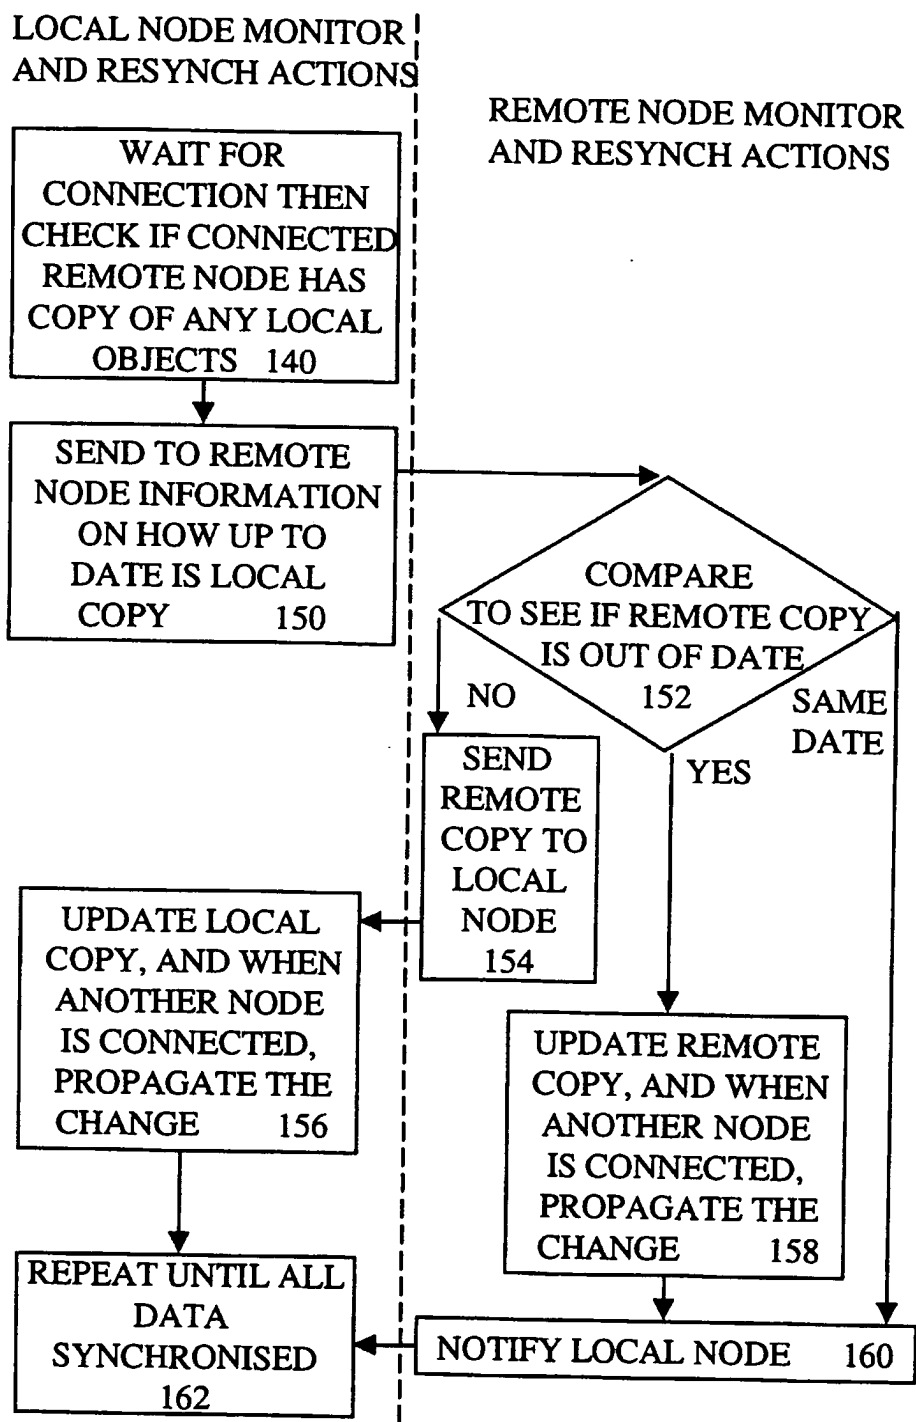 LOCAL NODE MONITOR
AND RESYNCH ACTIONS
REMOTE NODE MONITOR
AND RESYNCH ACTIONS
WAIT FOR
CONNECTION THEN
CHECK IF CONNECTED
REMOTE NODE HAS
COPY OF ANY LOCAL
OBJECTS 140
SEND TO REMOTE
NODE INFORMATION
ON HOW UP TO
DATE IS LOCAL
COPY 150
COMPARE
TO SEE IF REMOTE COPY
IS OUT OF DATE
152
NO
SAME
DATE
YES
SEND
REMOTE
COPY TO
LOCAL
NODE
154
UPDATE LOCAL
COPY, AND WHEN
ANOTHER NODE
IS CONNECTED,
PROPAGATE THE
CHANGE 156
UPDATE REMOTE
COPY, AND WHEN
ANOTHER NODE
IS CONNECTED,
PROPAGATE THE
CHANGE 158
REPEAT UNTIL ALL
DATA
SYNCHRONISED
162
NOTIFY LOCAL NODE 160